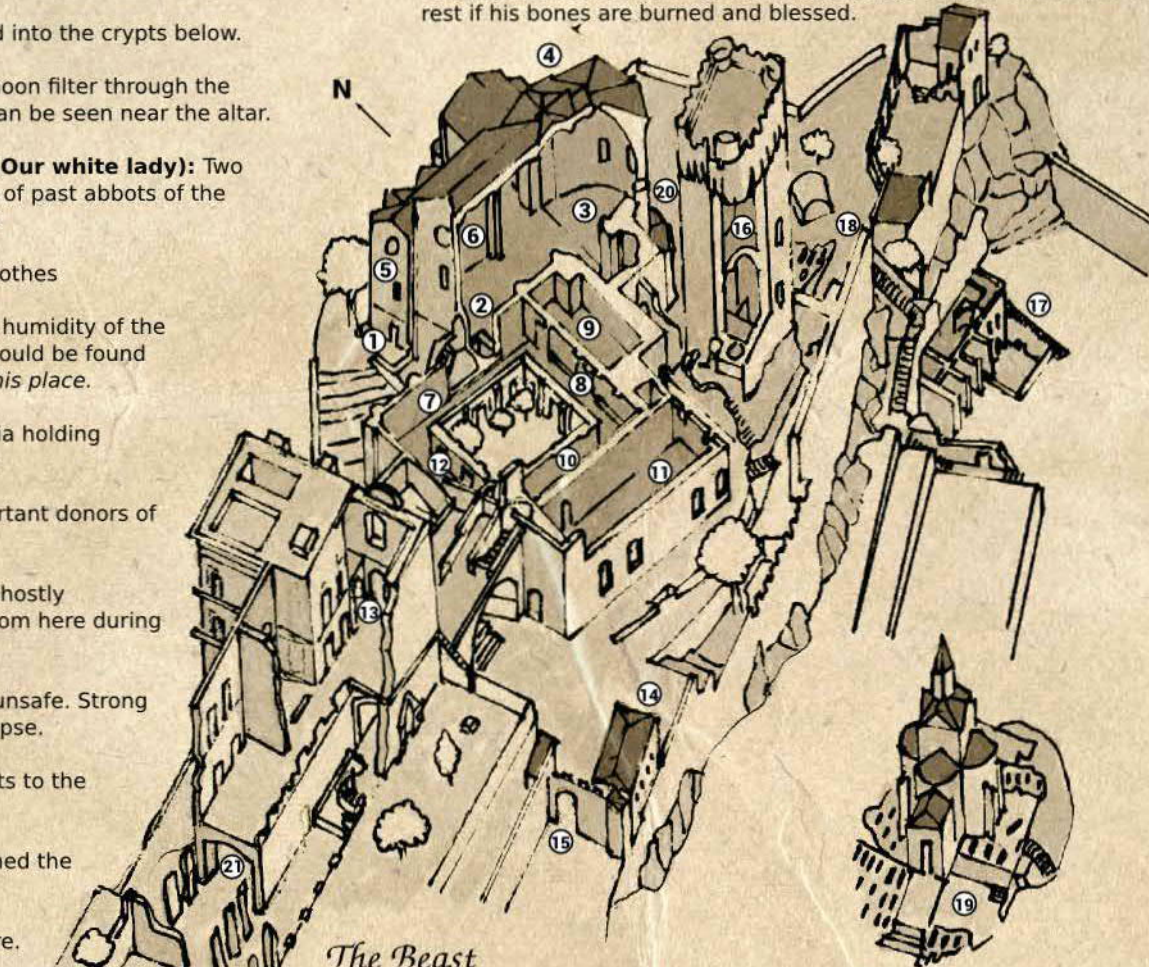 rest if his bones are burned and blessed.
into the crypts below.
oon filter through the
an be seen near the altar.
Our white lady): Two
of past abbots of the
othes
humidity of the
ould be found
his place.
ia holding
rtant donors of
hostly
om here during
unsafe. Strong
pse.
ts to the
ned the
re.
N
4
5
6
3
20
16
18
17
1
2
9
7
8
12
10
11
13
14
15
21
19
The Beast